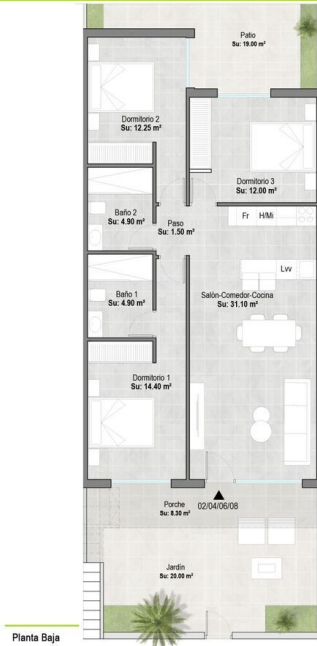 Patio
Su: 19.00 m²
Dormitorio 2
Su: 12.25 m²
Dormitorio 3
Su: 12.00 m²
Baño 2
Su: 4.90 m²
Paso
Su: 1.50 m²
Fr H/Mi
Lvv
Baño 1
Su: 4.90 m²
Salón-Comedor-Cocina
Su: 31.10 m²
Dormitorio 1
Su: 14.40 m²
Porche
Su: 8.30 m²
02/04/06/08
Jardín
Su: 20.00 m²
Planta Baja